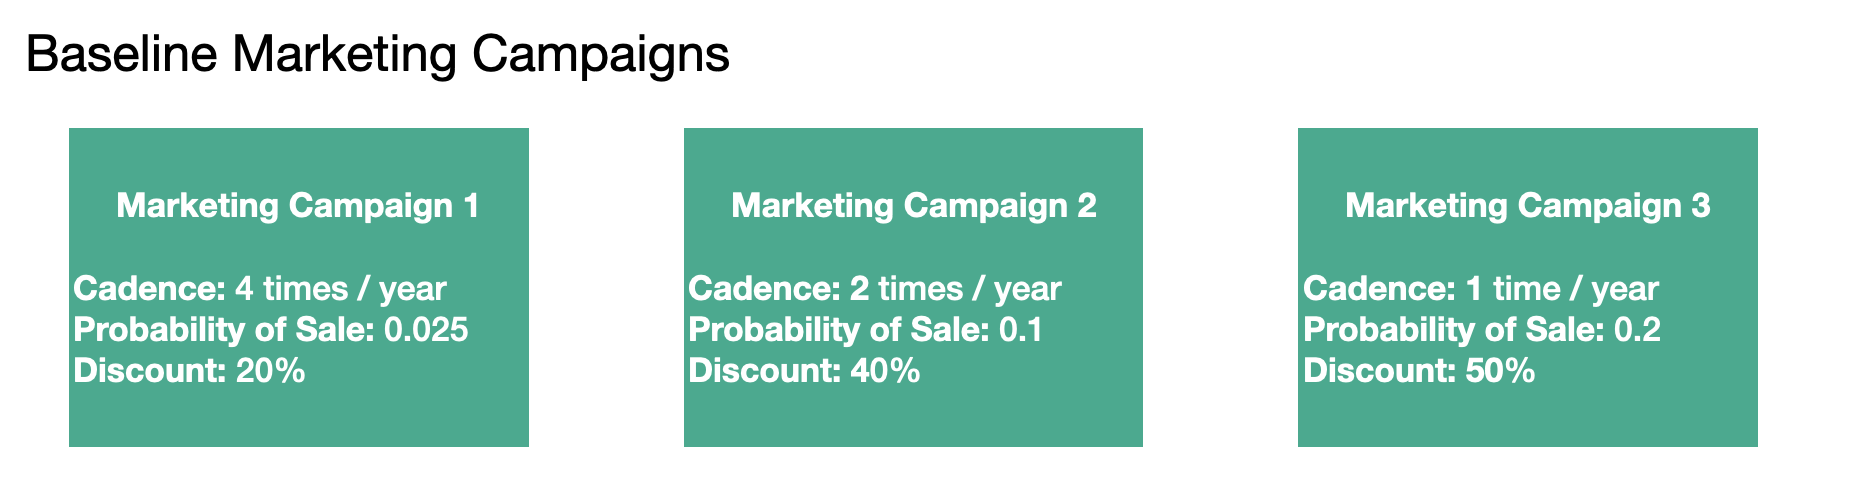 Baseline Marketing Campaigns
Marketing Campaign 1
Cadence: 4 times / year
Probability of Sale: 0.025
Discount: 20%
Marketing Campaign 2
Cadence: 2 times / year
Probability of Sale: 0.1
Discount: 40%
Marketing Campaign 3
Cadence: 1 time / year
Probability of Sale: 0.2
Discount: 50%